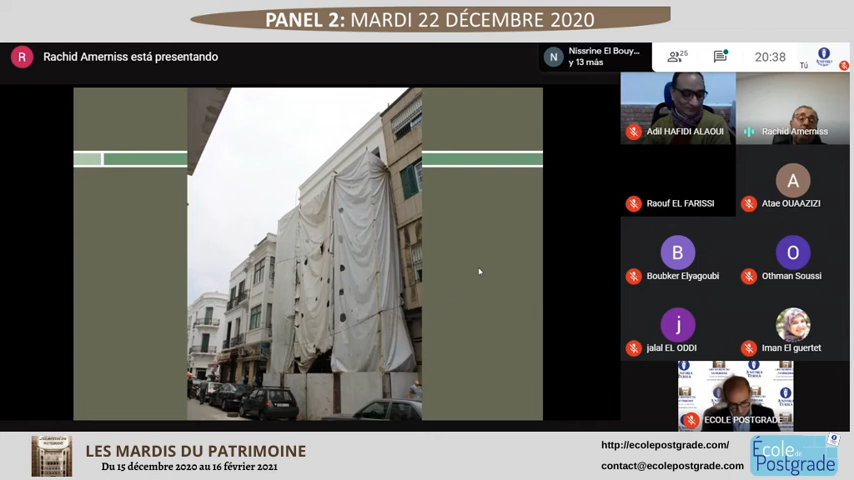 PANEL 2: MARDI 22 DÉCEMBRE 2020
R
Rachid Amerniss está presentando
N
Nissrine El Bouy...
y 13 más
25
20:38
Tú
Adil HAFIDI ALAOUI
Rachid Amerniss
Raouf EL FARISSI
A
Atae OUAAZIZI
B
Boubker Elyagoubi
O
Othman Soussi
j
jalal EL ODDI
Iman El guertet
ECOLE POSTGRADE
LES MARDIS DU PATRIMOINE
Du 15 décembre 2020 au 16 février 2021
http://ecolepostgrade.com/
contact@ecolepostgrade.com
École de
Postgrade